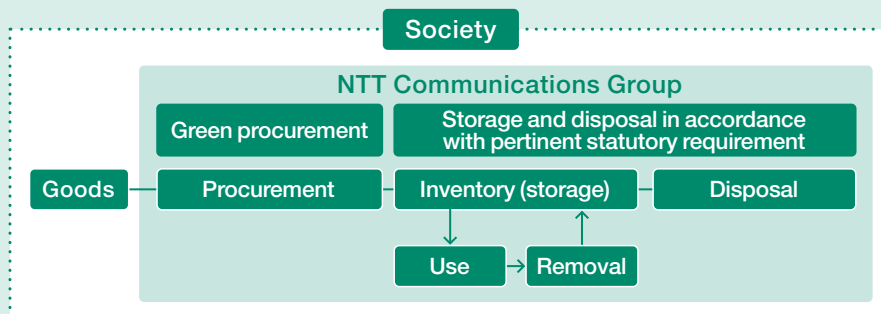 Society
NTT Communications Group
Green procurement
Storage and disposal in accordance
with pertinent statutory requirement
Goods
Procurement
Inventory (storage)
Disposal
Use
Removal